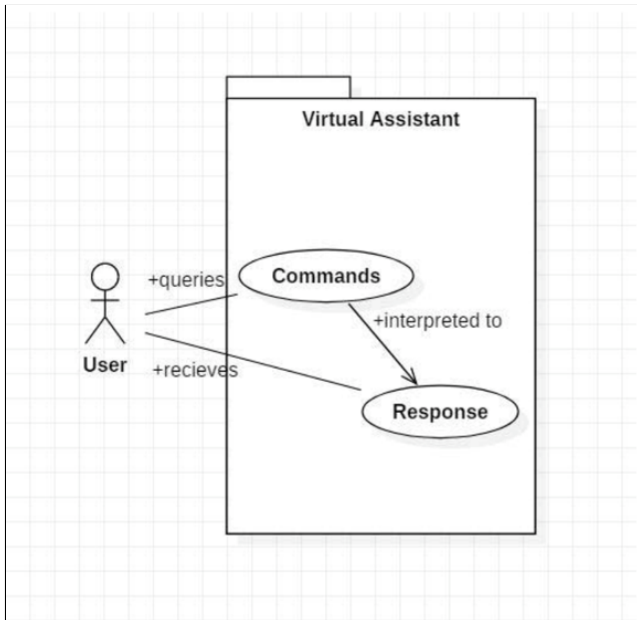 Virtual Assistant
+queries
Commands
+interpreted to
User
+recieves
Response